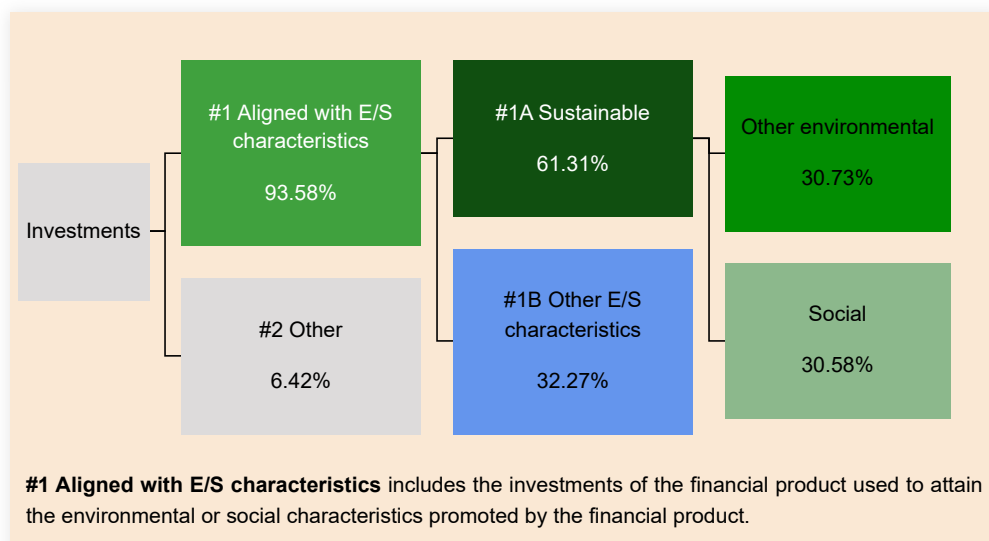 Investments
#1 Aligned with E/S
characteristics
93.58%
#2 Other
6.42%
#1A Sustainable
61.31%
#1B Other E/S
characteristics
32.27%
Other environmental
30.73%
Social
30.58%
#1 Aligned with E/S characteristics includes the investments of the financial product used to attain
the environmental or social characteristics promoted by the financial product.